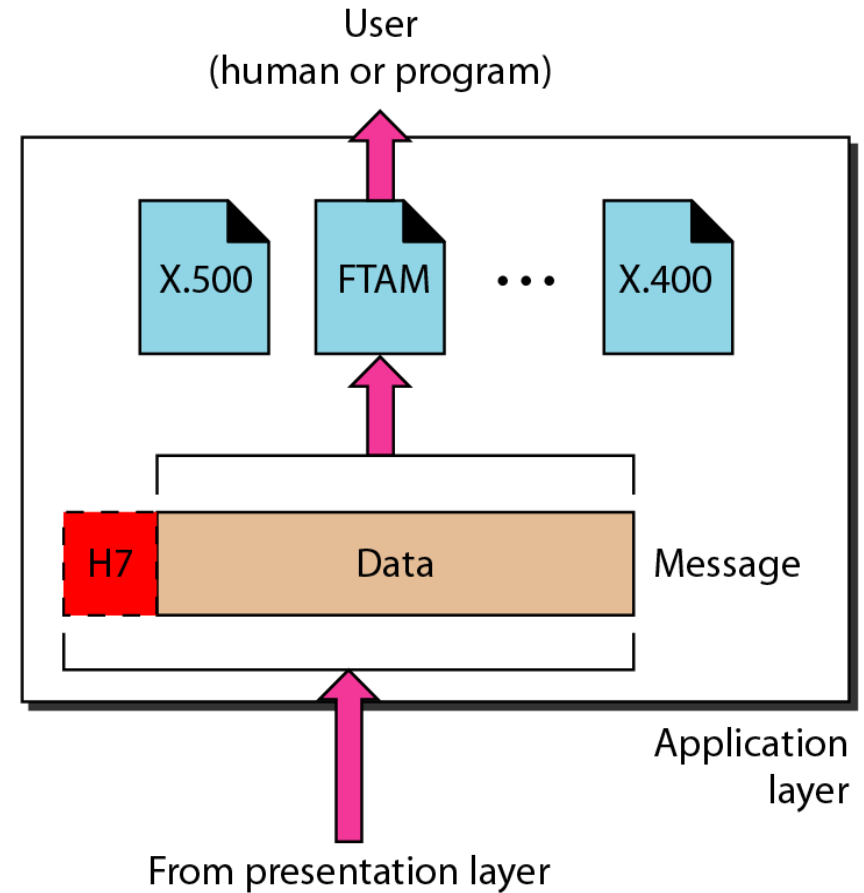 User
(human or program)
X.500
FTAM
...
X.400
H7
Data
Message
Application
layer
From presentation layer